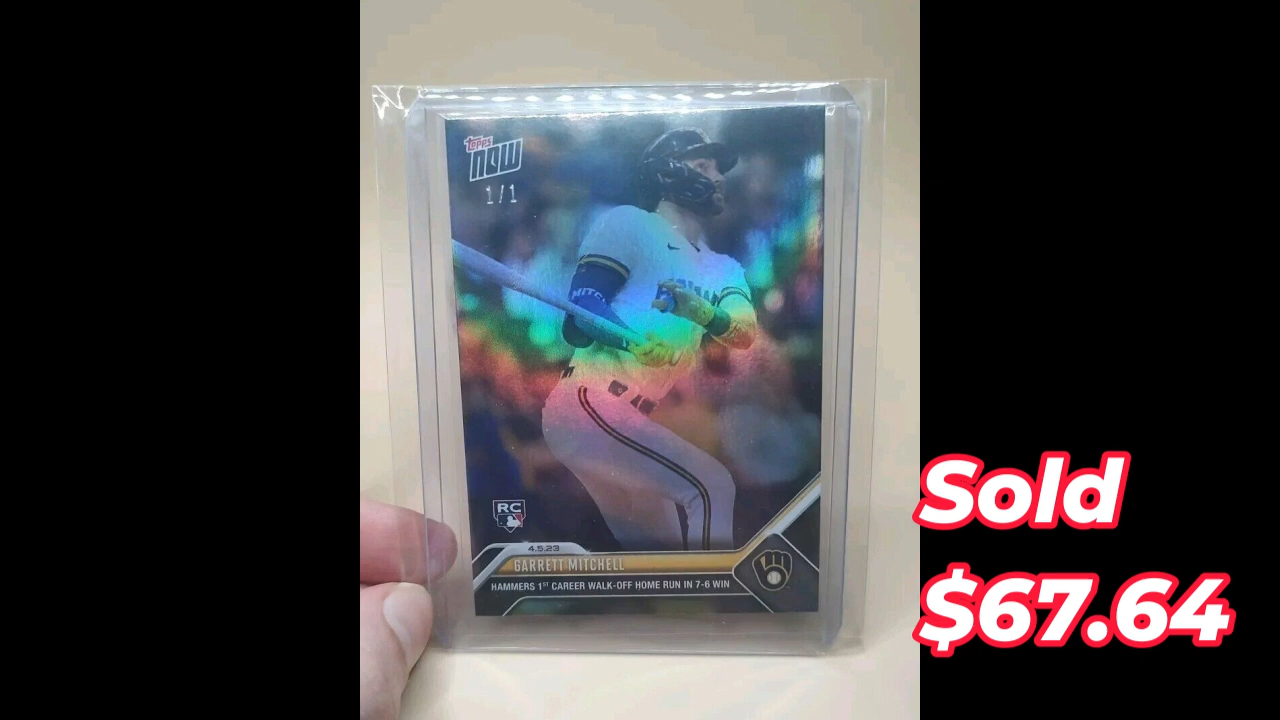 topps
now
1/1
MITCH
RC
4.5.23
GARRETT MITCHELL
HAMMERS 1ST CAREER WALK-OFF HOME RUN IN 7-6 WIN
Sold
$67.64